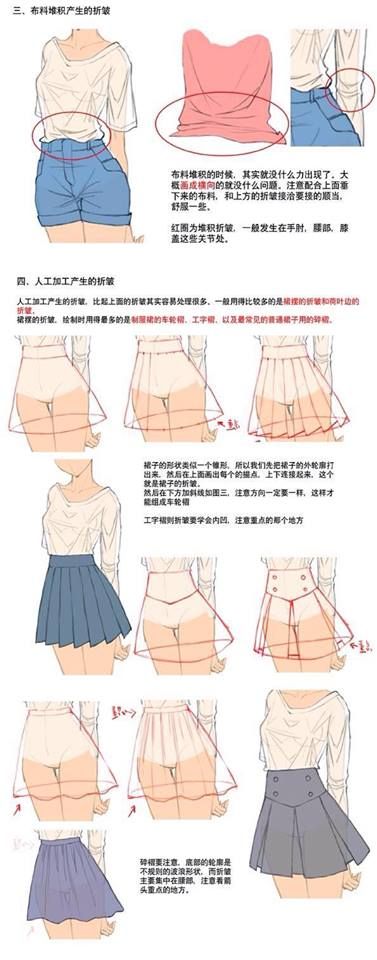 三、布料堆积产生的折皱
布料堆积的时候，其实就没什么力出现了。大
概画成横向的就没什么问题。注意配合上面垂
下来的布料，和上方的折皱接洽要接的顺当，
舒服一些。
红圈为堆积折皱，一般发生在手肘，腰部，膝
盖这些关节处。
四、人工加工产生的折皱
人工加工产生的折皱，比起上面的折皱其实容易处理很多、一般用得比较多的是裙摆的折皱和荷叶边的
折皱。
裙摆的折皱，绘制时用得最多的是制服裙的车轮褶、工字褶、以及最常见的普通裙子用的碎褶。
重点
裙子的形状类似一个锥形，所以我们先把裙子的外轮廓打
出来，然后在上面画出每个的描点，上下连接起来，这个
就是裙子的折皱。
然后在下方加斜线如图三，注意方向一定要一样，这样才
能组成车轮褶
工字褶则折皱要学会内凹，注意重点的那个地方
重点
重点
碎褶要注意，底部的轮廓是
不规则的波浪形状，而折皱
主要集中在腰部，注意看箭
头重点的地方。